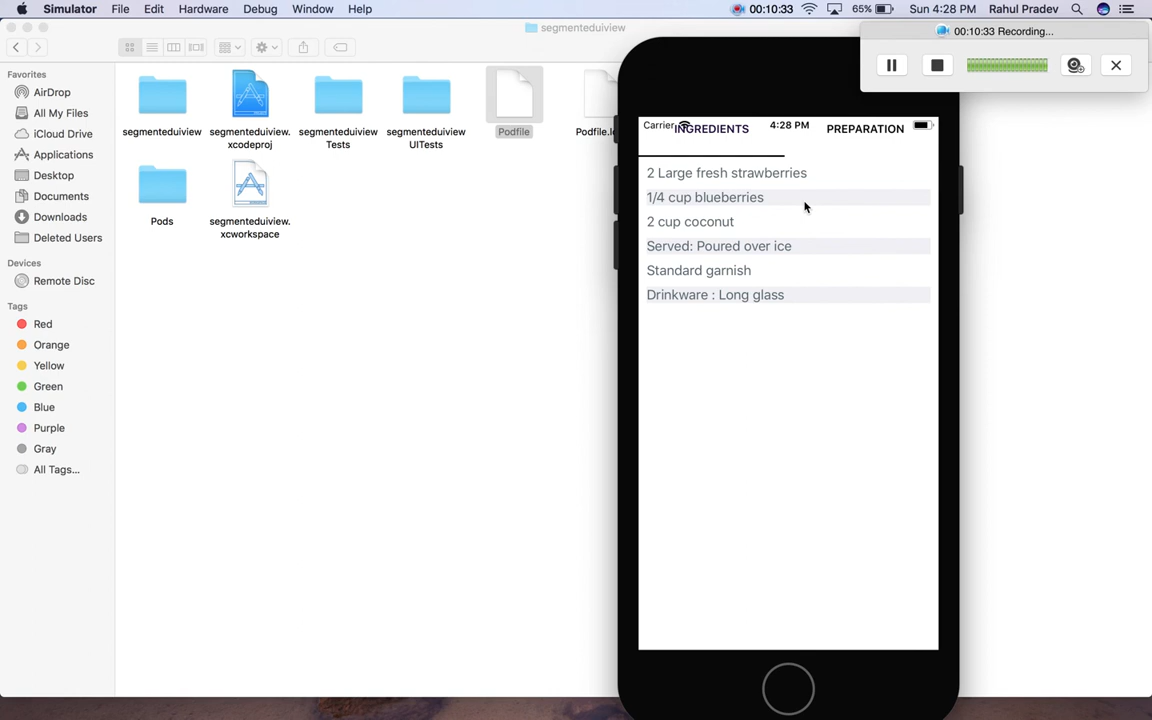 Simulator File Edit Hardware Debug Window Help
00:10:33 65% Sun 4:28 PM Rahul Pradev
segmenteduiview
00:10:33 Recording...
Favorites
AirDrop
All My Files
iCloud Drive
Applications
Desktop
Documents
Downloads
Deleted Users
Devices
Remote Disc
Tags
Red
Orange
Yellow
Green
Blue
Purple
Gray
All Tags...
segmenteduiview
segmenteduiview.
xcodeproj
segmenteduiview
Tests
segmenteduiview
UITests
Podfile
Pods
segmenteduiview.
xcworkspace
Carrier 4:28 PM
INGREDIENTS PREPARATION
2 Large fresh strawberries
1/4 cup blueberries
2 cup coconut
Served: Poured over ice
Standard garnish
Drinkware : Long glass